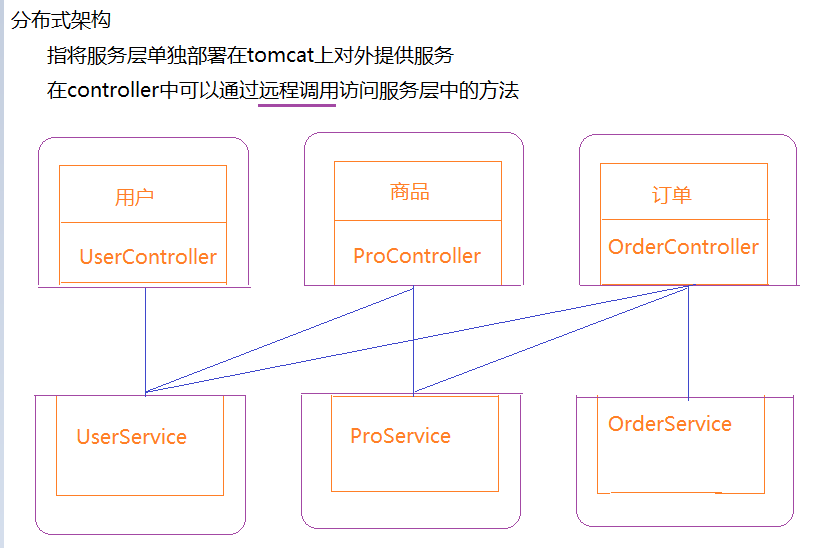 分布式架构
指将服务层单独部署在tomcat上对外提供服务
在controller中可以通过远程调用访问服务层中的方法
用户
商品
订单
UserController
ProController
OrderController
UserService
ProService
OrderService